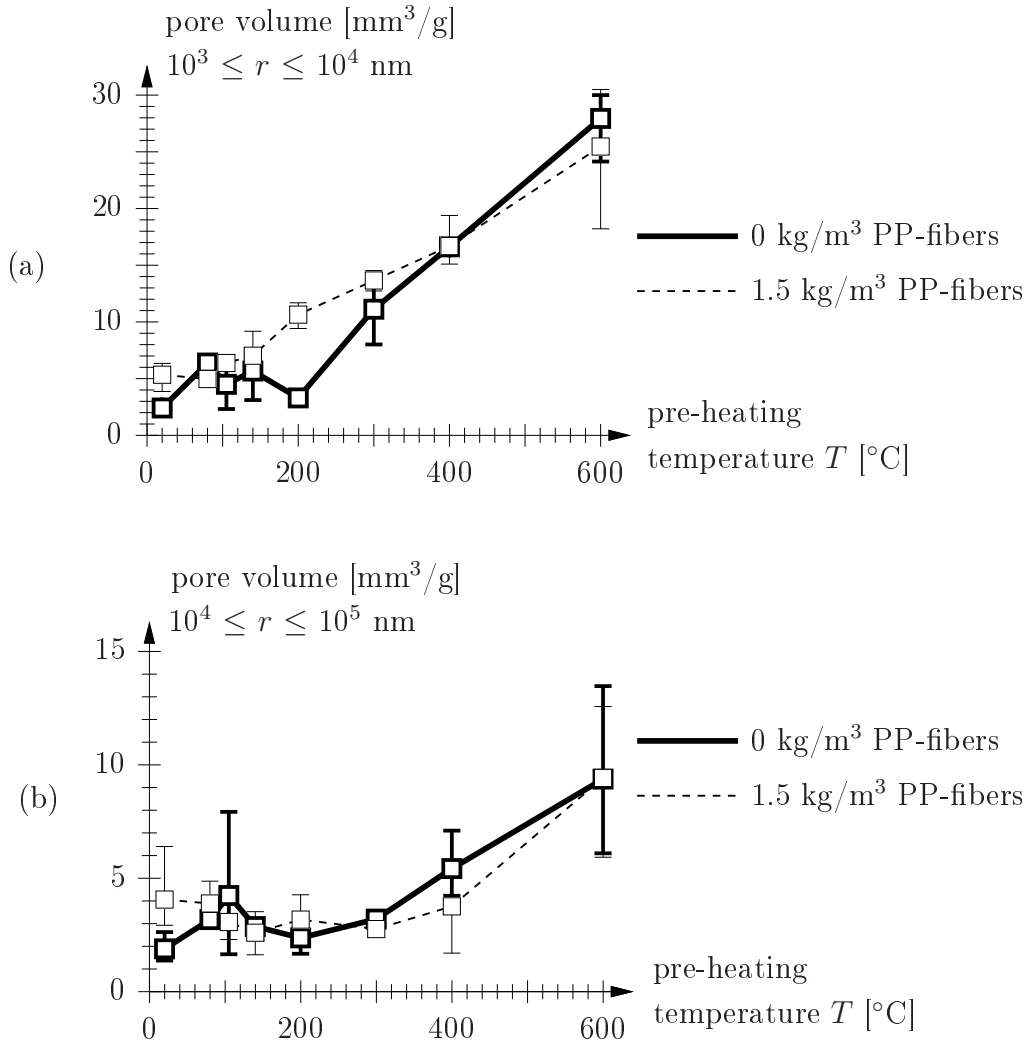 pore volume [mm³/g]
10³ ≤ r ≤ 10⁴ nm
30
20
(a)
10
0
0 200 400 600
0 kg/m³ PP-fibers
1.5 kg/m³ PP-fibers
pre-heating
temperature T [°C]
pore volume [mm³/g]
10⁴ ≤ r ≤ 10⁵ nm
15
10
(b)
5
0
0 200 400 600
0 kg/m³ PP-fibers
1.5 kg/m³ PP-fibers
pre-heating
temperature T [°C]